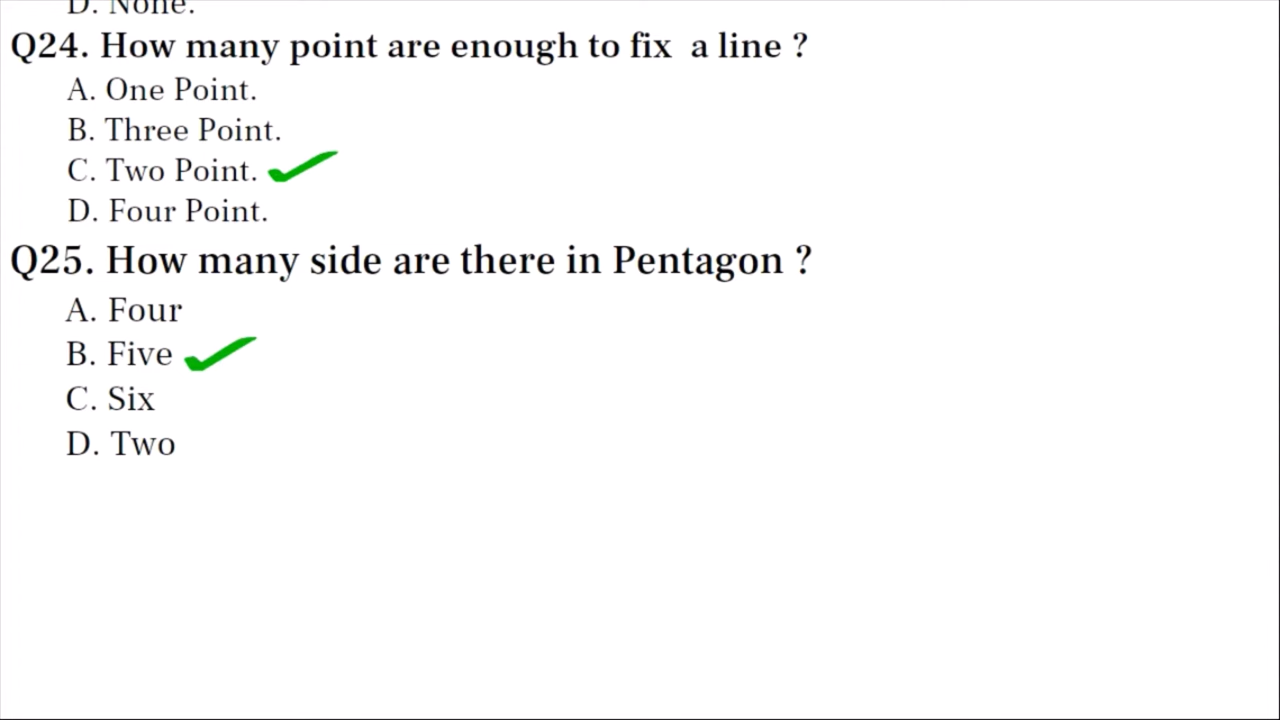 D. None.
Q24. How many point are enough to fix a line ?
A. One Point.
B. Three Point.
C. Two Point.
D. Four Point.
Q25. How many side are there in Pentagon ?
A. Four
B. Five
C. Six
D. Two